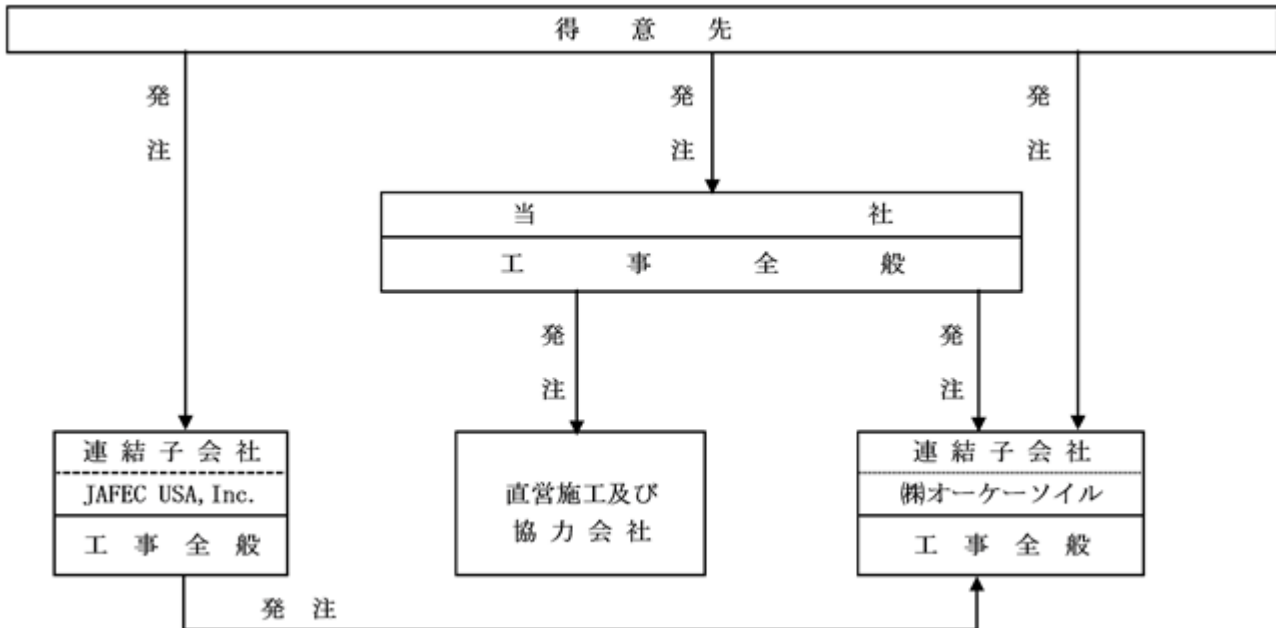 得意先
発注
発注
発注
当社
工事全般
発注
発注
連結子会社
JAFEC USA, Inc.
工事全般
直営施工及び
協力会社
連結子会社
㈱オーケーソイル
工事全般
発注